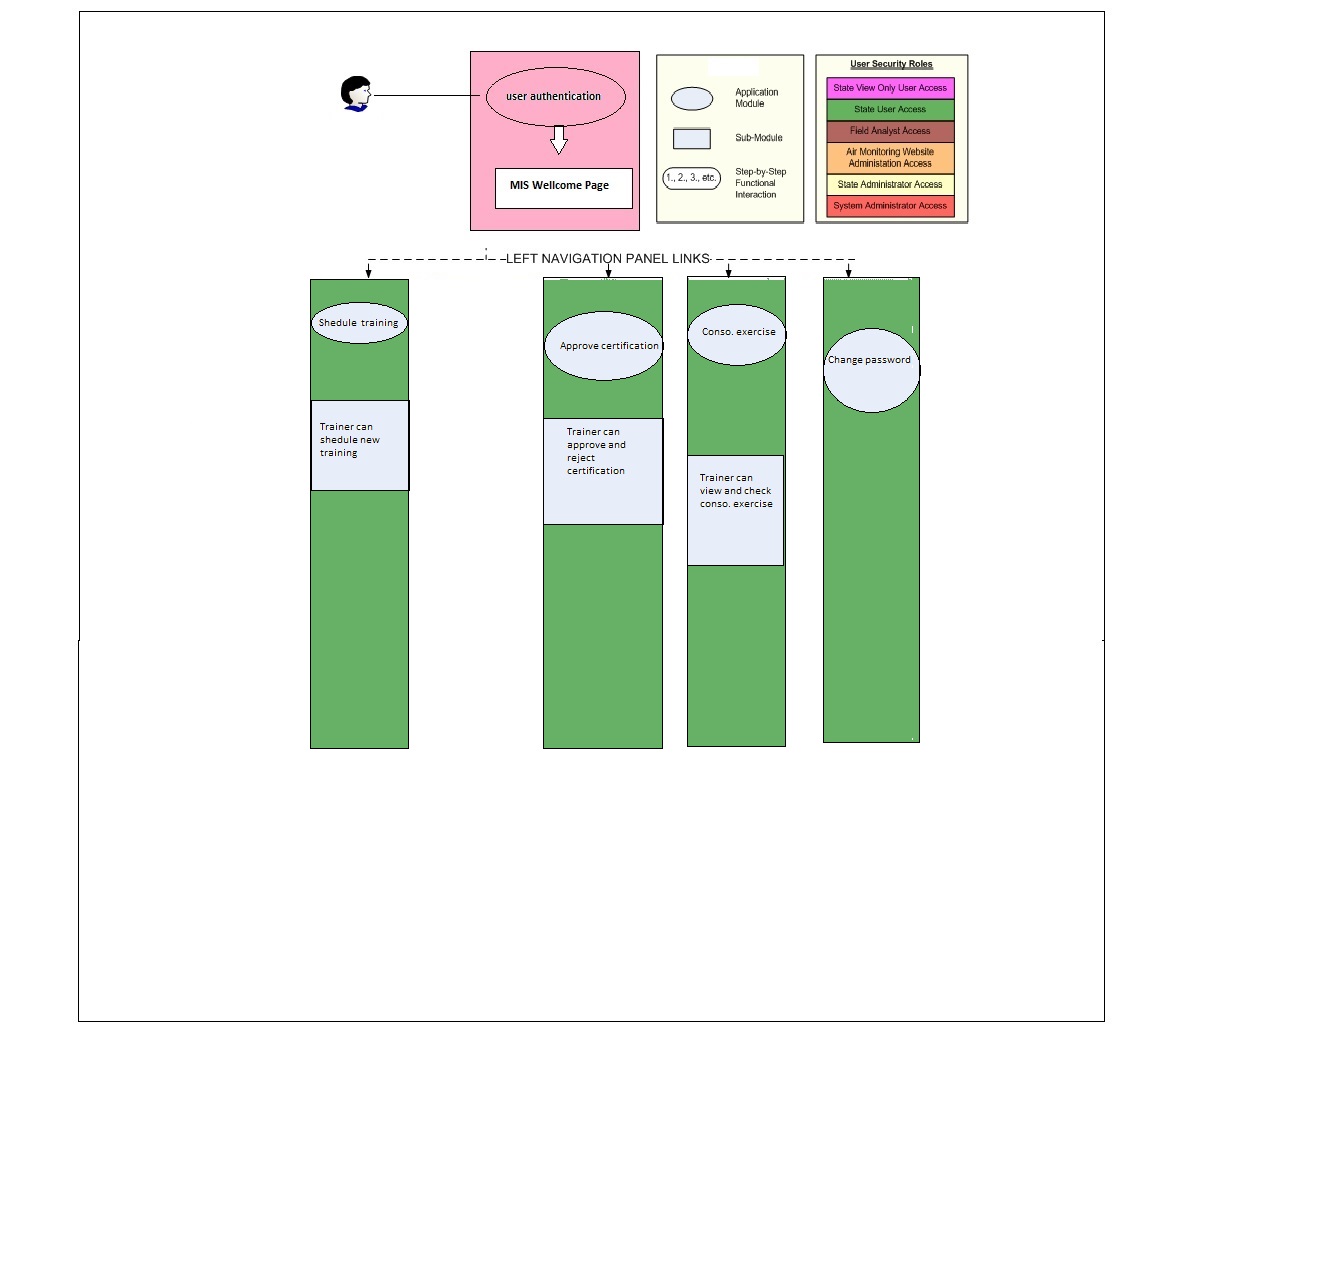 user authentication
MIS Wellcome Page
Application
Module
Sub-Module
1., 2., 3., etc.
Step-by-Step
Functional
Interaction
User Security Roles
State View Only User Access
State User Access
Field Analyst Access
Air Monitoring Website
Administation Access
State Administrator Access
System Administrator Access
LEFT NAVIGATION PANEL LINKS
Shedule training
Trainer can
shedule new
training
Approve certification
Trainer can
approve and
reject
certification
Conso. exercise
Trainer can
view and check
conso. exercise
Change password